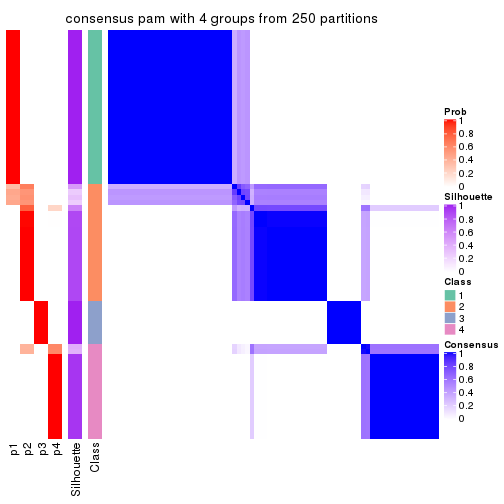 consensus pam with 4 groups from 250 partitions
Prob
1
0.8
0.6
0.4
0.2
0
Silhouette
1
0.8
0.6
0.4
0.2
0
Class
1
2
3
4
Consensus
1
0.8
0.6
0.4
0.2
0
p1
p2
p3
p4
Silhouette
Class